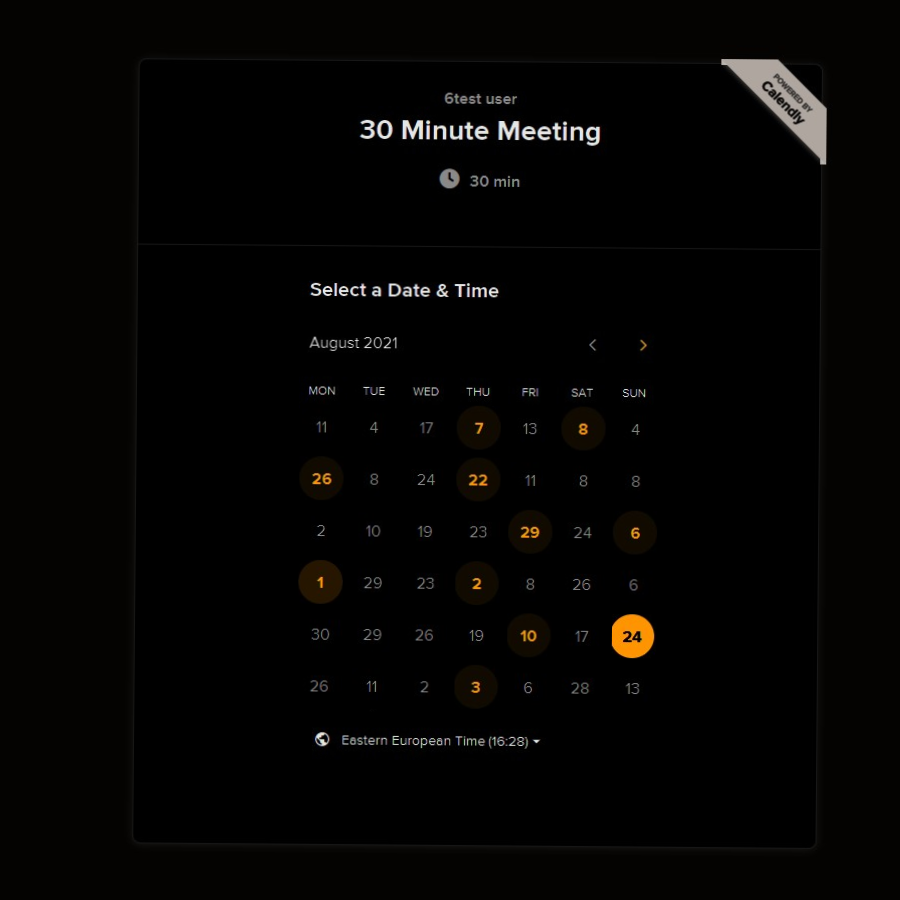 6test user
POWERED BY
Calendly
30 Minute Meeting
30 min
Select a Date & Time
August 2021
MON TUE WED THU FRI SAT SUN
11 4 17 7 13 8 4
26 8 24 22 11 8 8
2 10 19 23 29 24 6
1 29 23 2 8 26 6
30 29 26 19 10 17 24
26 11 2 3 6 28 13
Eastern European Time (16:28)